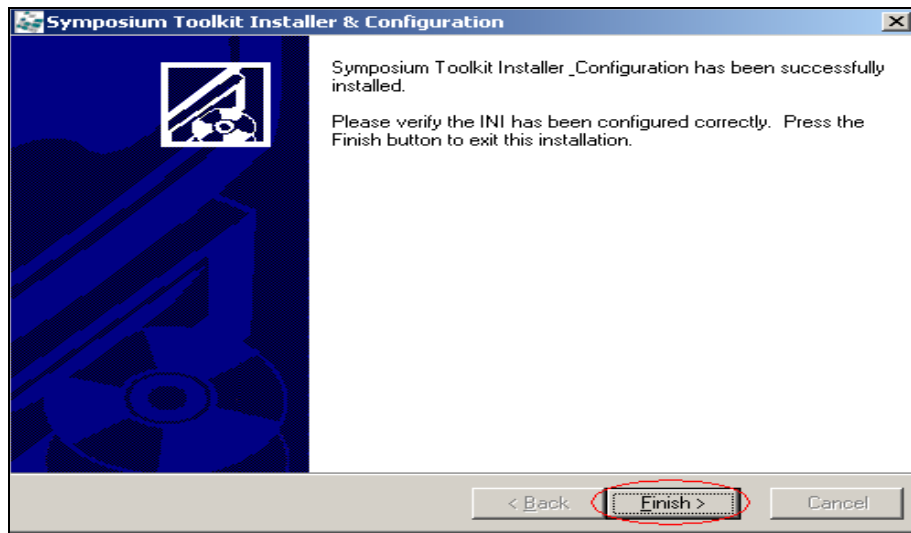 Symposium Toolkit Installer & Configuration
Symposium Toolkit Installer _Configuration has been successfully
installed.
Please verify the INI has been configured correctly. Press the
Finish button to exit this installation.
< Back
Finish >
Cancel